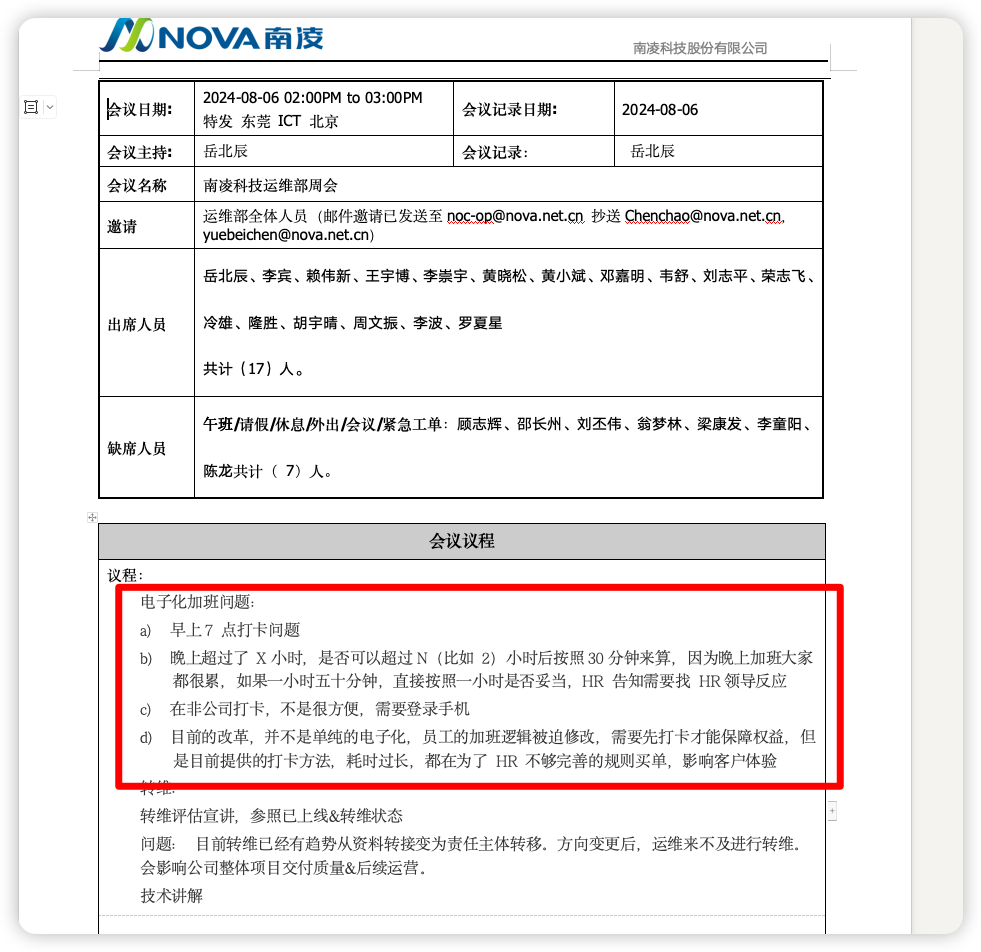 NOVA南凌
南凌科技股份有限公司
会议日期:
2024-08-06 02:00PM to 03:00PM
特发 东莞 ICT 北京
会议记录日期:
2024-08-06
会议主持:
岳北辰
会议记录:
岳北辰
会议名称
南凌科技运维部周会
邀请
运维部全体人员（邮件邀请已发送至 noc-op@nova.net.cn 抄送 Chenchao@nova.net.cn,
yuebeichen@nova.net.cn）
出席人员
岳北辰、李宾、赖伟新、王宇博、李崇宇、黄晓松、黄小斌、邓嘉明、韦舒、刘志平、荣志飞、
冷雄、隆胜、胡宇晴、周文振、李波、罗夏星
共计（17）人。
缺席人员
午班/请假/休息/外出/会议/紧急工单：顾志辉、邵长州、刘丕伟、翁梦林、梁康发、李童阳、
陈龙共计（ 7）人。
会议议程
议程:
电子化加班问题:
a) 早上 7 点打卡问题
b) 晚上超过了 X 小时，是否可以超过 N（比如 2）小时后按照 30 分钟来算，因为晚上加班大家
都很累，如果一小时五十分钟，直接按照一小时是否妥当，HR 告知需要找 HR 领导反应
c) 在非公司打卡，不是很方便，需要登录手机
d) 目前的改革，并不是单纯的电子化，员工的加班逻辑被迫修改，需要先打卡才能保障权益，但
是目前提供的打卡方法，耗时过长，都在为了 HR 不够完善的规则买单，影响客户体验
转维:
转维评估宣讲，参照已上线&转维状态
问题: 目前转维已经有趋势从资料转接变为责任主体转移。方向变更后，运维来不及进行转维。
会影响公司整体项目交付质量&后续运营。
技术讲解